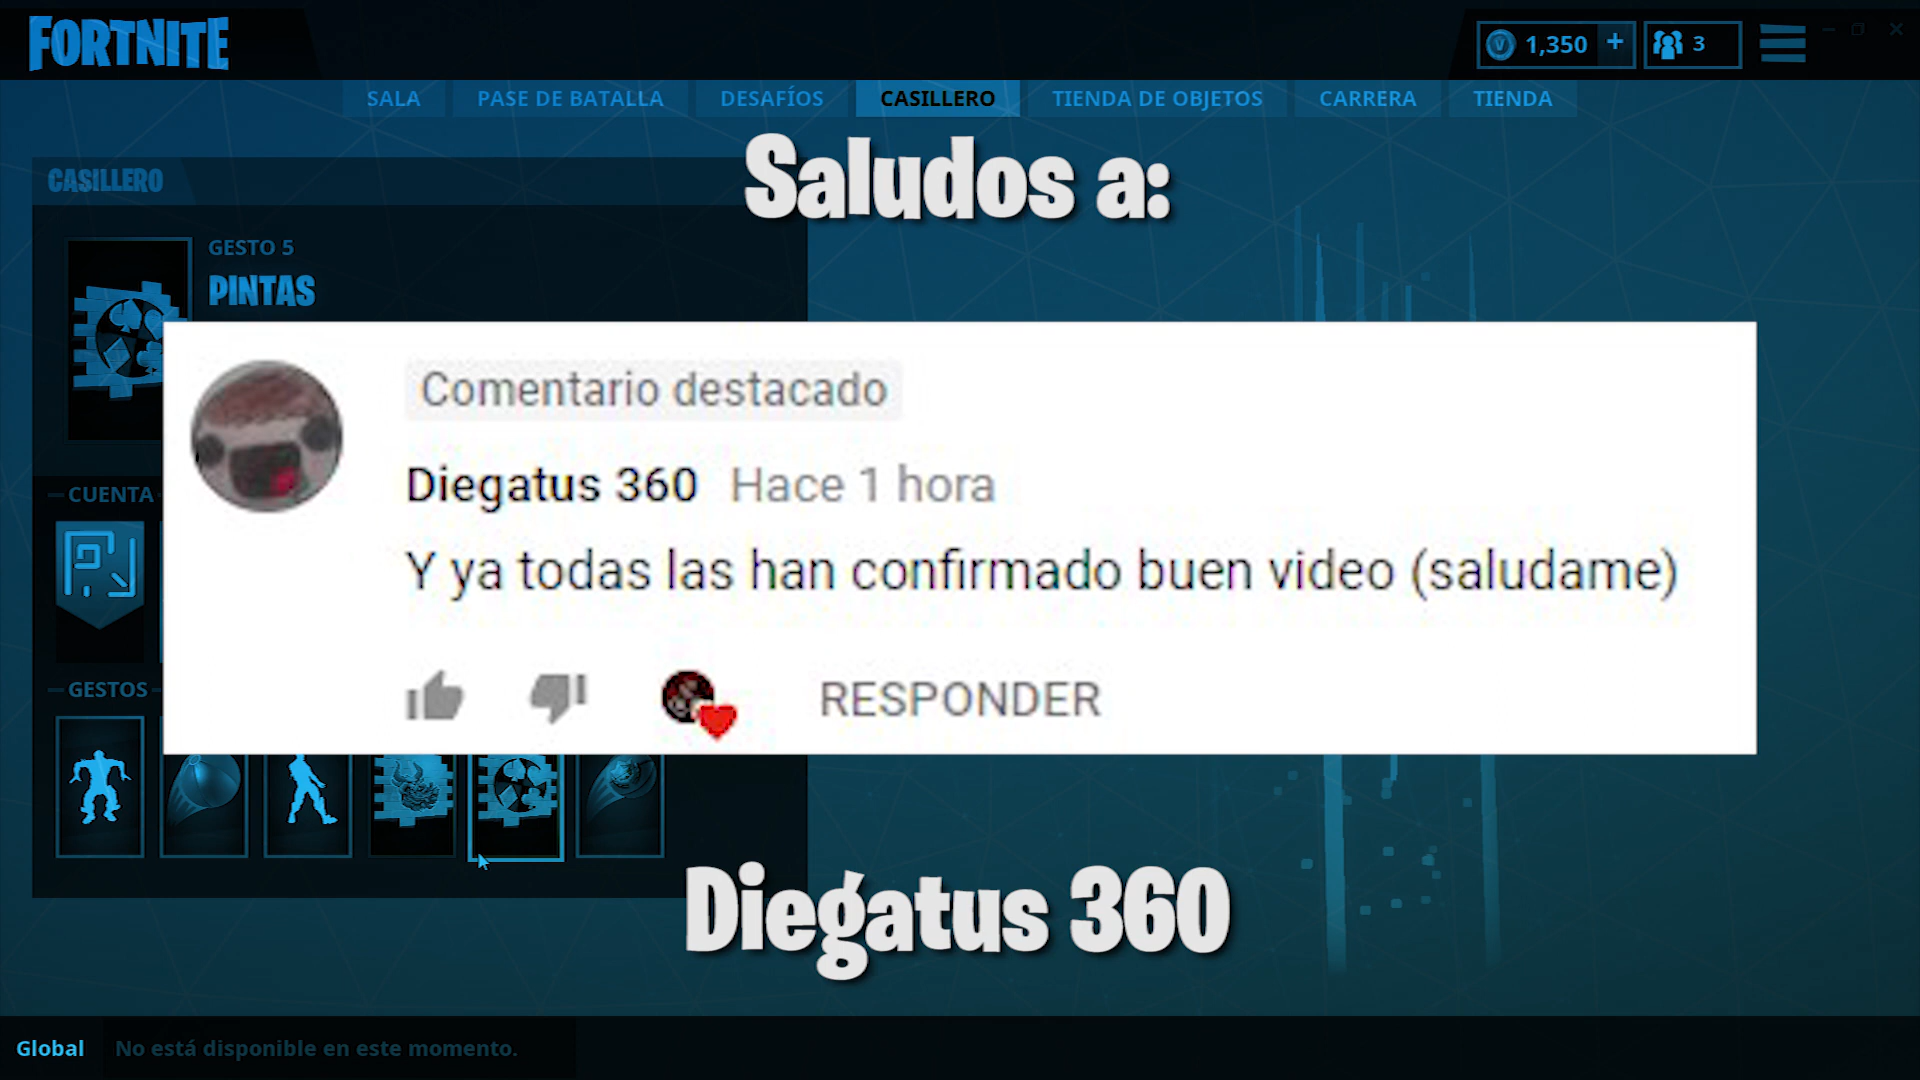 FORTNITE
1,350 +
3
SALA
PASE DE BATALLA
DESAFÍOS
CASILLERO
TIENDA DE OBJETOS
CARRERA
TIENDA
Saludos a:
CASILLERO
GESTO 5
PINTAS
Comentario destacado
Diegatus 360 Hace 1 hora
Y ya todas las han confirmado buen video (saludame)
RESPONDER
CUENTA
GESTOS
Diegatus 360
Global
No está disponible en este momento.